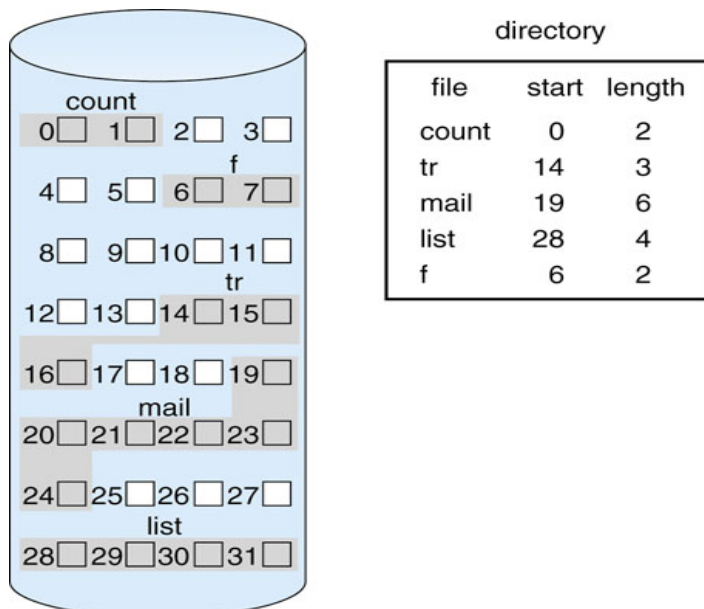 count
0 1 2 3
f
4 5 6 7
8 9 10 11
tr
12 13 14 15
16 17 18 19
mail
20 21 22 23
24 25 26 27
list
28 29 30 31
directory
file start length
count 0 2
tr 14 3
mail 19 6
list 28 4
f 6 2